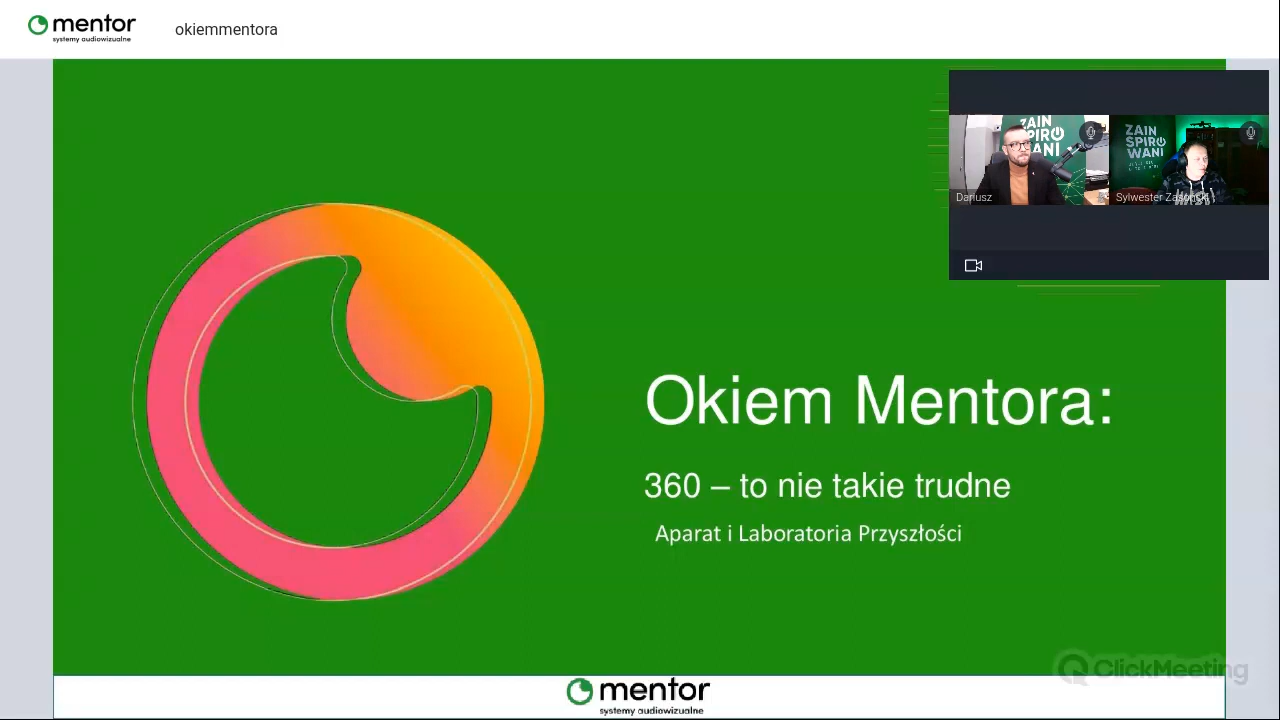 mentor
systemy audiowizualne
okiemmentora
ZAIN
SPIRO
WANI
ZAIN
SPIRO
WANI
Dariusz
Sylwester
Okiem Mentora:
360 – to nie takie trudne
Aparat i Laboratoria Przyszłości
ClickMeeting
mentor
systemy audiowizualne